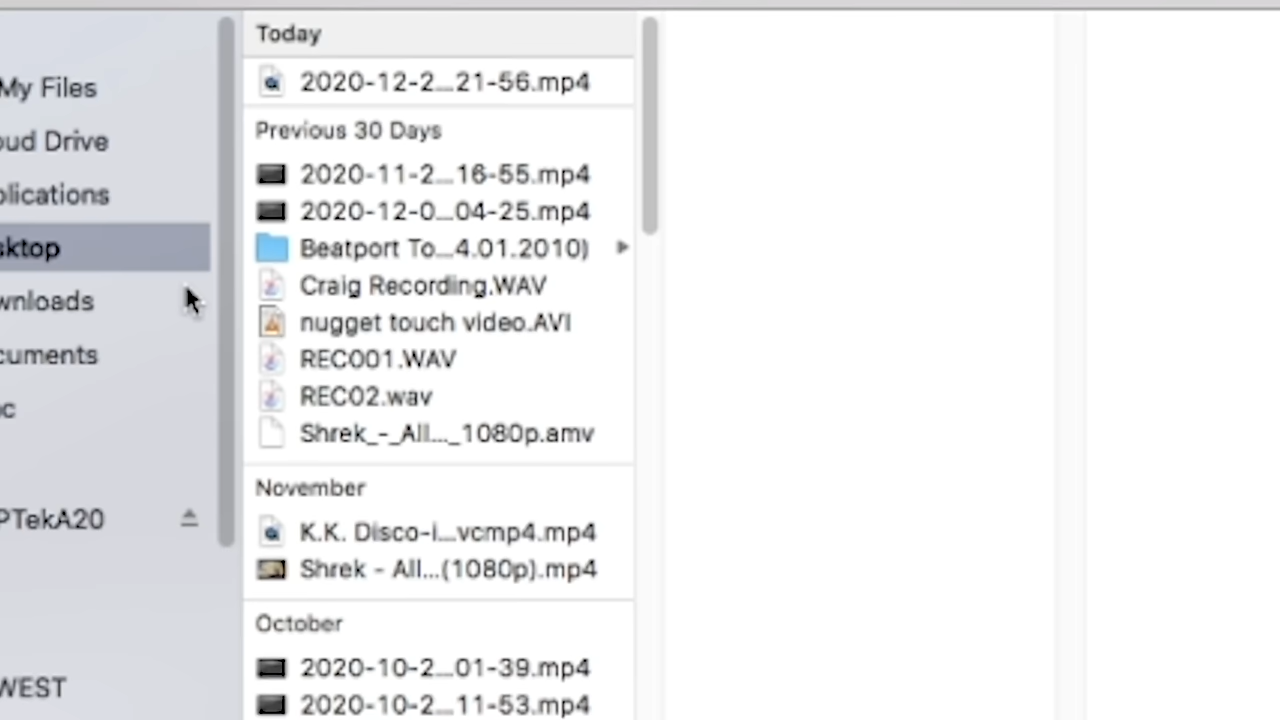 My Files
oud Drive
plications
sktop
wnloads
cuments
c
PTekA20
WEST
Today
2020-12-2...21-56.mp4
Previous 30 Days
2020-11-2...16-55.mp4
2020-12-0...04-25.mp4
Beatport To...4.01.2010)
Craig Recording.WAV
nugget touch video.AVI
REC001.WAV
REC02.wav
Shrek_-_All..._1080p.amv
November
K.K. Disco-i...vcmp4.mp4
Shrek - All...(1080p).mp4
October
2020-10-2...01-39.mp4
2020-10-2...11-53.mp4